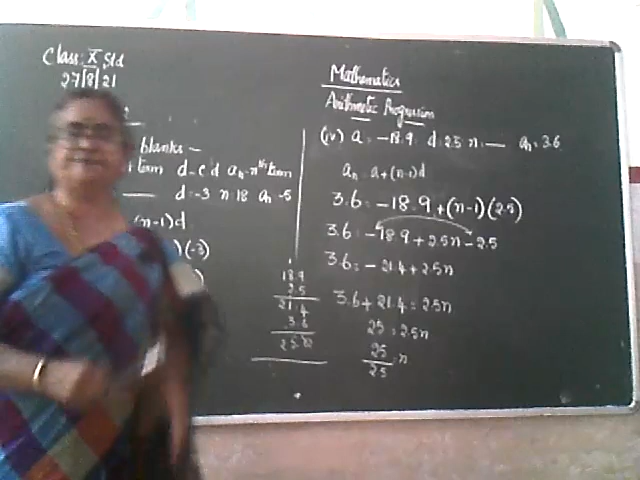 Class: X Std
27|8|21
blanks -
term d - c d an - nth term
d = -3 n = 18 an = -5
(n-1)d
)(-3)
)
18.9
2.5
21.4
3.6
Mathematics
Arithmetic Progression
(iv) a = -18.9 d = 2.5 n = — an = 3.6
an = a + (n-1)d
3.6 = -18.9 + (n-1)(2.5)
3.6 = -18.9 + 2.5n - 2.5
3.6 = -21.4 + 2.5n
3.6 + 21.4 = 2.5n
25 = 2.5n
25
2.5
= n